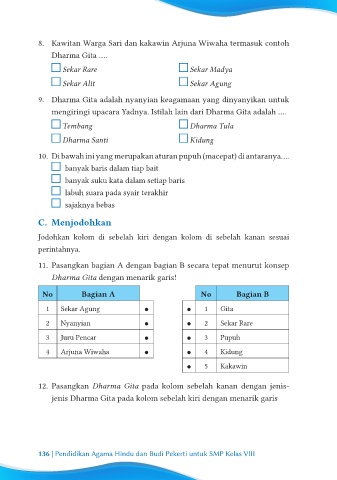 8. Kawitan Warga Sari dan kakawin Arjuna Wiwaha termasuk contoh
Dharma Gita ….
Sekar Rare Sekar Madya
Sekar Alit Sekar Agung
9. Dharma Gita adalah nyanyian keagamaan yang dinyanyikan untuk
mengiringi upacara Yadnya. Istilah lain dari Dharma Gita adalah ….
Tembang Dharma Tula
Dharma Santi Kidung
10. Di bawah ini yang merupakan aturan pupuh (macepat) di antaranya….
banyak baris dalam tiap bait
banyak suku kata dalam setiap baris
labuh suara pada syair terakhir
sajaknya bebas
C. Menjodohkan
Jodohkan kolom di sebelah kiri dengan kolom di sebelah kanan sesuai
perintahnya.
11. Pasangkan bagian A dengan bagian B secara tepat menurut konsep
Dharma Gita dengan menarik garis!
No Bagian A No Bagian B
1 Sekar Agung ● ● 1 Gita
2 Nyanyian ● ● 2 Sekar Rare
3 Juru Pencar ● ● 3 Pupuh
4 Arjuna Wiwaha ● ● 4 Kidung
● 5 Kakawin
12. Pasangkan Dharma Gita pada kolom sebelah kanan dengan jenis-
jenis Dharma Gita pada kolom sebelah kiri dengan menarik garis
136 | Pendidikan Agama Hindu dan Budi Pekerti untuk SMP Kelas VIII